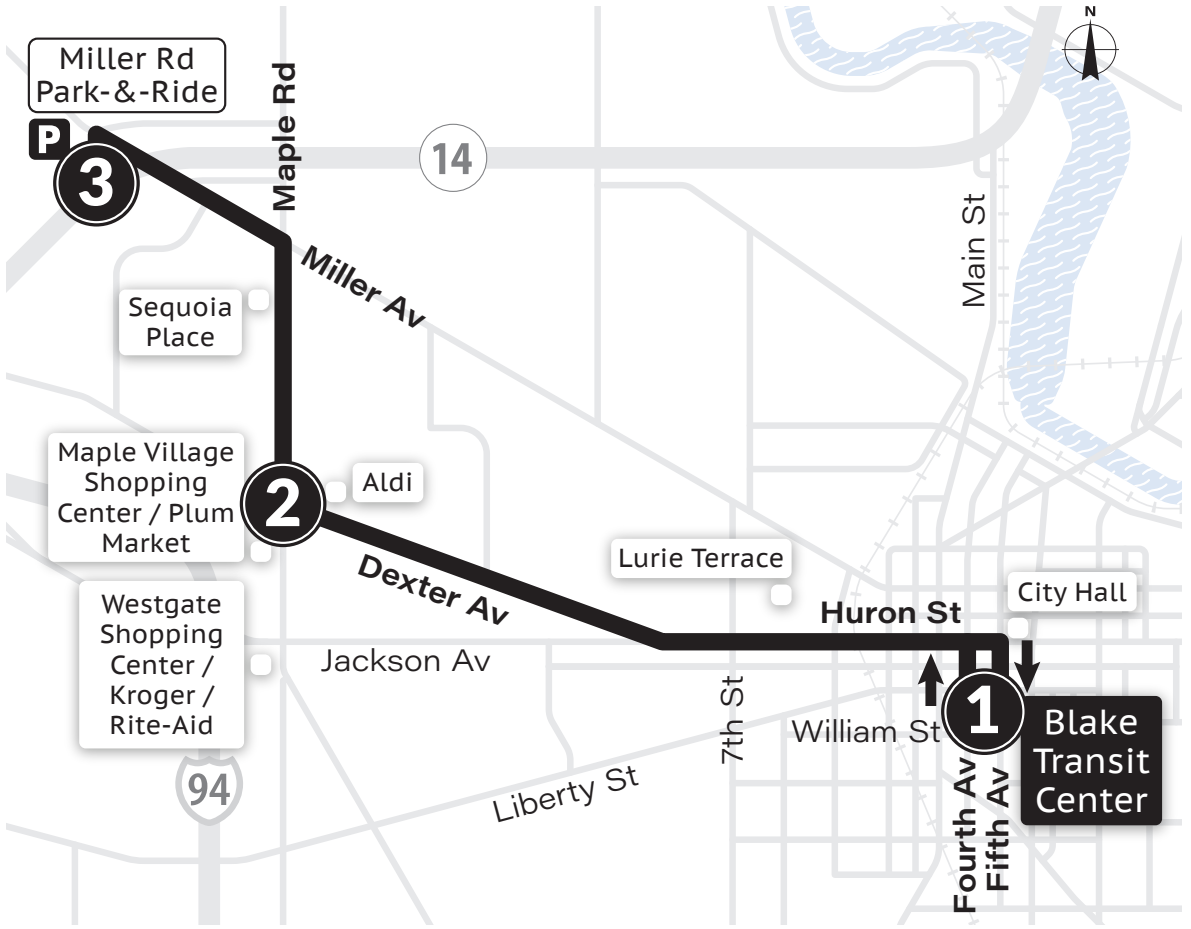 N
Miller Rd
Park-&-Ride
P
3
Maple Rd
14
Miller Av
Main St
Sequoia
Place
Maple Village
Shopping
Center / Plum
Market
2
Aldi
Dexter Av
Lurie Terrace
Huron St
City Hall
Westgate
Shopping
Center /
Kroger /
Rite-Aid
Jackson Av
7th St
William St
1
Blake
Transit
Center
94
Liberty St
Fourth Av
Fifth Av